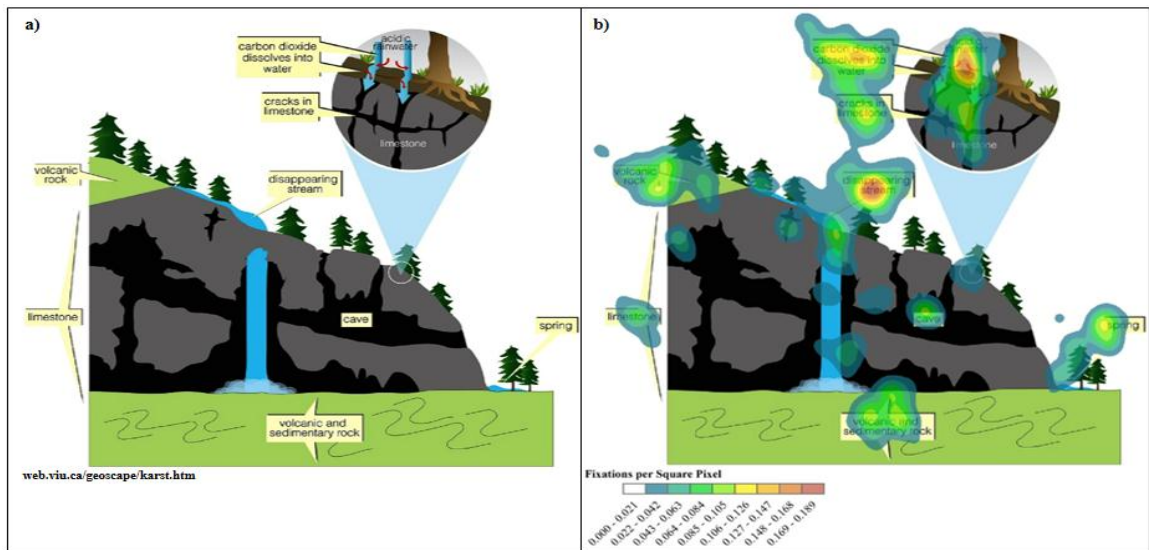 a)
acidic
rainwater
carbon dioxide
dissolves into
water
cracks in
limestone
limestone
volcanic
rock
disappearing
stream
limestone
cave
spring
volcanic and
sedimentary rock
web.viu.ca/geoscape/karst.htm
b)
carbon dioxide
dissolves into
water
cracks in
limestone
limestone
volcanic
rock
disappearing
stream
limestone
cave
spring
volcanic and
sedimentary rock
Fixations per Square Pixel
0.000 - 0.021
0.022 - 0.042
0.043 - 0.063
0.064 - 0.084
0.085 - 0.105
0.106 - 0.126
0.127 - 0.147
0.148 - 0.168
0.169 - 0.189